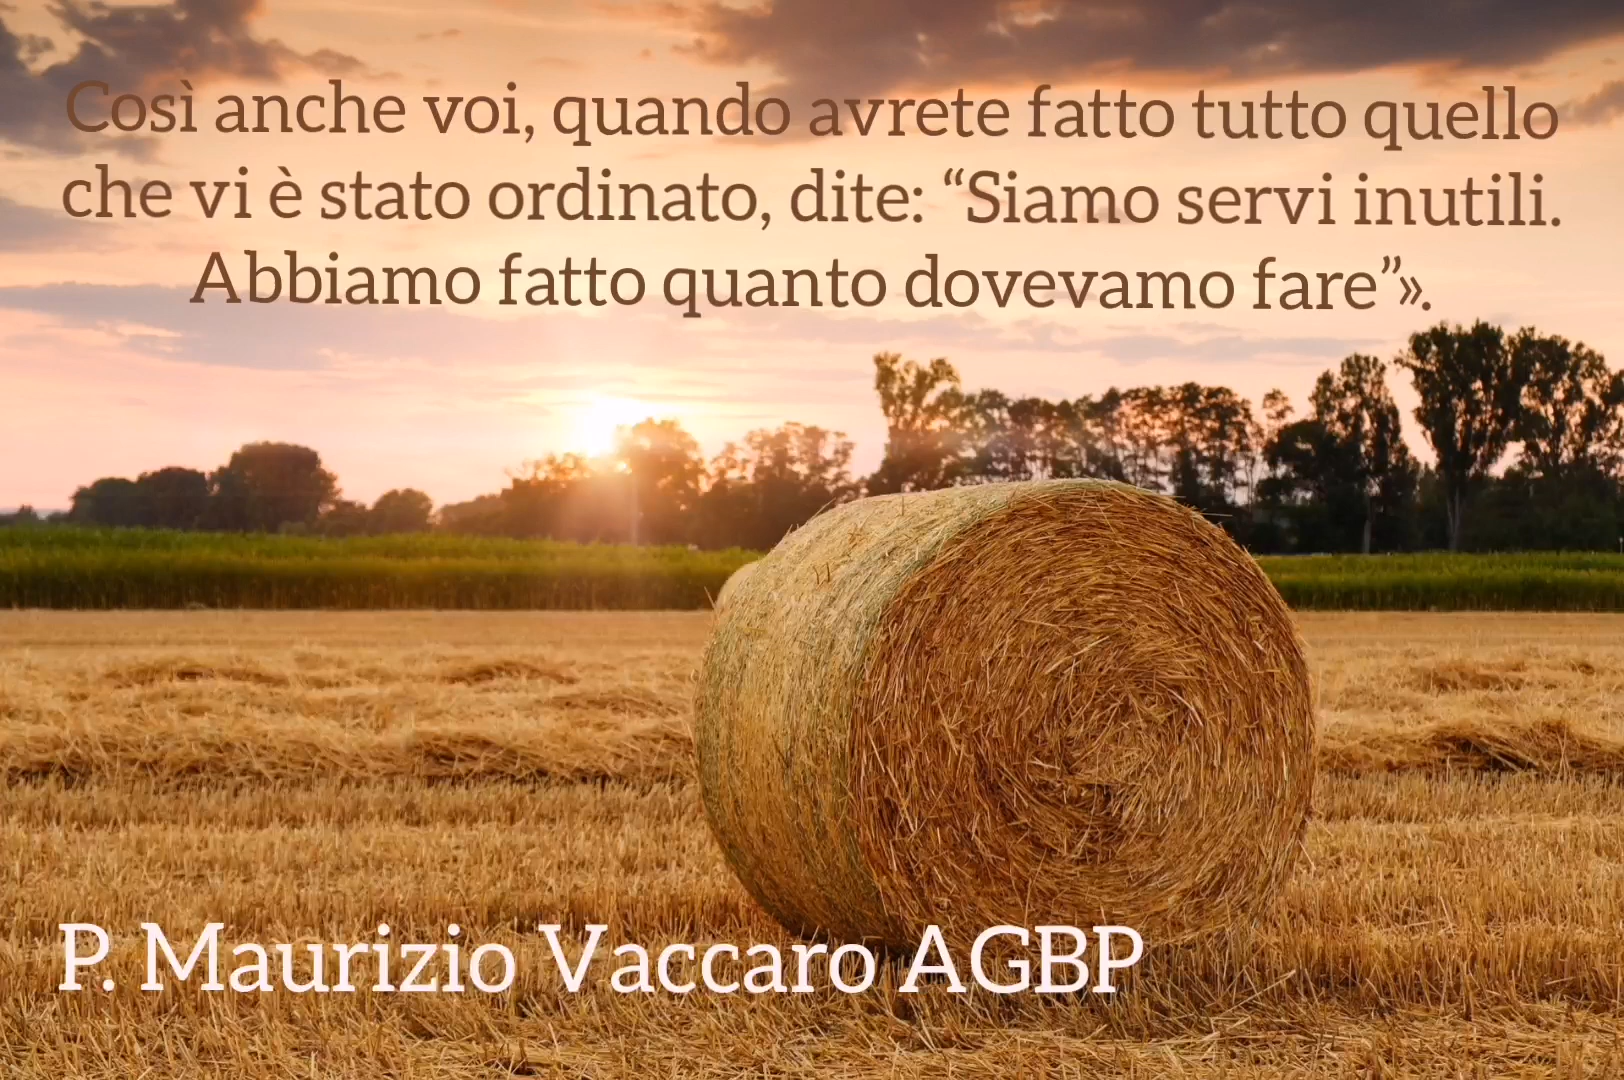 Così anche voi, quando avrete fatto tutto quello
che vi è stato ordinato, dite: “Siamo servi inutili.
Abbiamo fatto quanto dovevamo fare”».
P. Maurizio Vaccaro AGBP